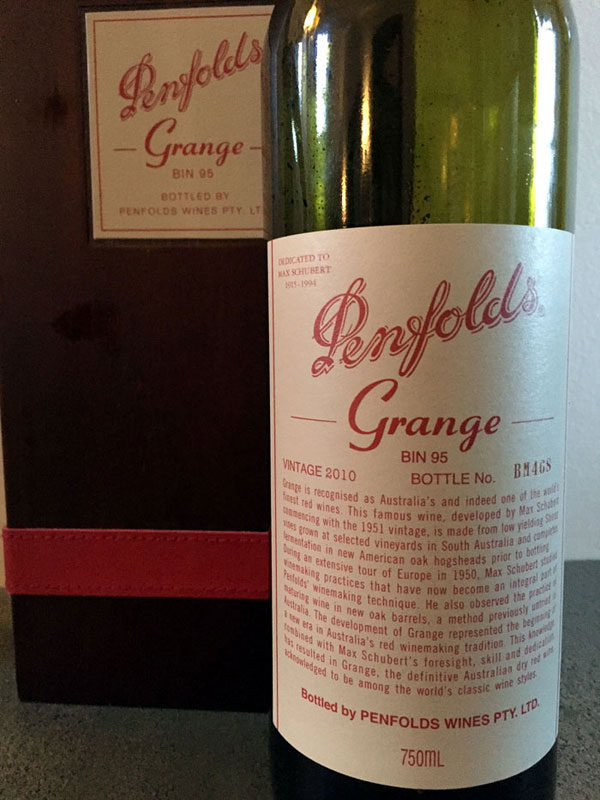 Penfolds
Grange
BIN 95
BOTTLED BY
PENFOLDS WINES PTY. LT
DEDICATED TO
MAX SCHUBERT
1915-1994
Penfolds
Grange
BIN 95
VINTAGE 2010
BOTTLE No. BM468
Grange is recognised as Australia's and indeed one of the world's
finest red wines. This famous wine, developed by Max Schubert
commencing with the 1951 vintage, is made from low yielding Shiraz
vines grown at selected vineyards in South Australia and completes
fermentation in new American oak hogsheads prior to bottling.
During an extensive tour of Europe in 1950, Max Schubert studied
winemaking practices that have now become an integral part of
Penfolds' winemaking technique. He also observed the practice of
maturing wine in new oak barrels, a method previously untried in
Australia. The development of Grange represented the beginning of
a new era in Australia's red winemaking tradition. This knowledge
combined with Max Schubert's foresight, skill and dedication
has resulted in Grange, the definitive Australian dry red wine
acknowledged to be among the world's classic wine styles.
Bottled by PENFOLDS WINES PTY. LTD.
750ML